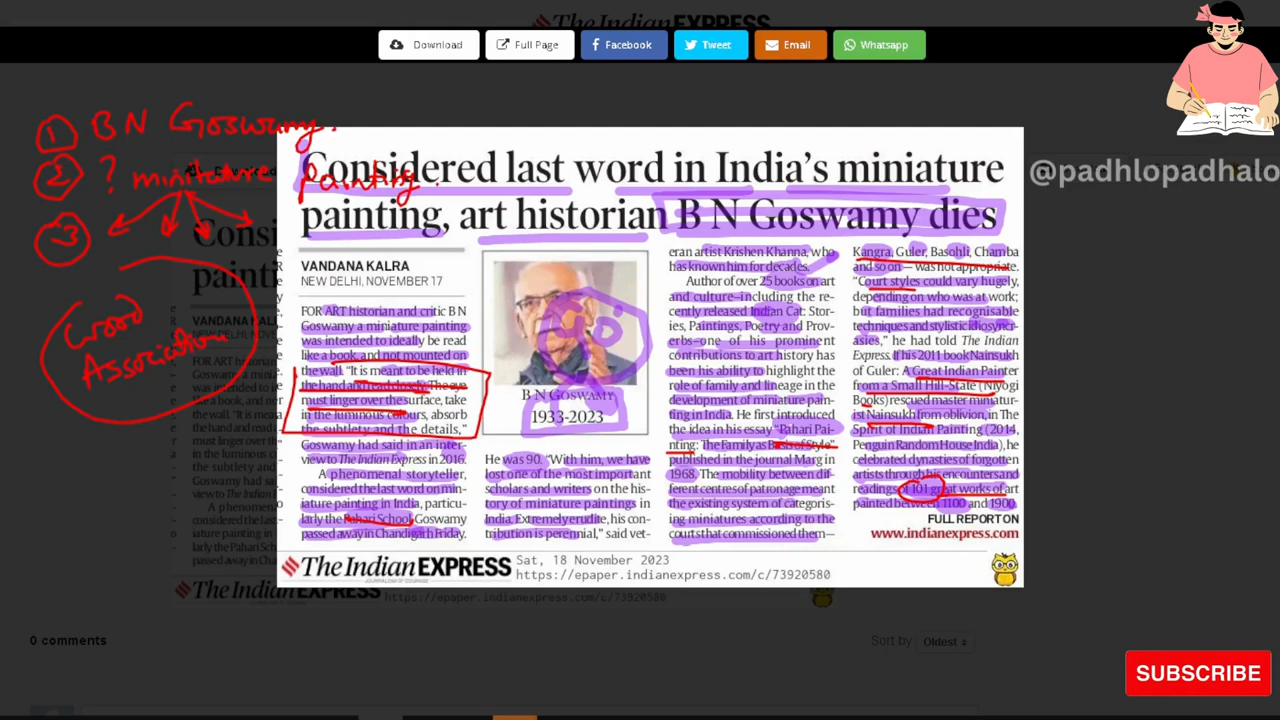 The Indian EXPRESS
Download
Full Page
Facebook
Tweet
Email
Whatsapp
@padhlopadhalo
① B N Goswamy.
② ? miniature
painting.
③
Word
Association
Considered last word in India's miniature
painting, art historian B N Goswamy dies
VANDANA KALRA
NEW DELHI, NOVEMBER 17
FOR ART historian and critic B N
Goswamy a miniature painting
was intended to ideally be read
like a book, and not mounted on
the wall. "It is meant to be held in
the hand and read closely. The eye
must linger over the surface, take
in the luminous colours, absorb
the subtlety and the details,"
Goswamy had said in an inter-
view to The Indian Express in 2016.
A phenomenal storyteller,
considered the last word on min-
iature painting in India, particu-
larly the Pahari School, Goswamy
passed away in Chandigarh Friday.
B N GOSWAMY
1933-2023
He was 90. "With him, we have
lost one of the most important
scholars and writers on the his-
tory of miniature paintings in
India. Extremely erudite, his con-
tribution is perennial," said vet-
eran artist Krishen Khanna, who
has known him for decades.
Author of over 25 books on art
and culture—including the re-
cently released Indian Cat: Stor-
ies, Paintings, Poetry and Prov-
erbs—one of his prominent
contributions to art history has
been his ability to highlight the
role of family and lineage in the
development of miniature pain-
ting in India. He first introduced
the idea in his essay "Pahari Pai-
nting: The Family as Basis of Style"
published in the journal Marg in
1968. The mobility between dif-
ferent centres of patronage meant
the existing system of categoris-
ing miniatures according to the
courts that commissioned them—
Kangra, Guler, Basohli, Chamba
and so on — was not appropriate.
"Court styles could vary hugely,
depending on who was at work;
but families had recognisable
techniques and stylistic idiosyncr-
asies," he had told The Indian
Express. If his 2011 book Nainsukh
of Guler: A Great Indian Painter
from a Small Hill-State (Niyogi
Books) rescued master miniatur-
ist Nainsukh from oblivion, in The
Spirit of Indian Painting (2014,
Penguin Random House India), he
celebrated dynasties of forgotten
artists through his encounters and
readings of 101 great works of art
painted between 1100 and 1900.
FULL REPORT ON
www.indianexpress.com
The Indian EXPRESS
JOURNALISM OF COURAGE
Sat, 18 November 2023
https://epaper.indianexpress.com/c/73920580
https://epaper.indianexpress.com/c/73920580
0 comments
Sort by
Oldest
SUBSCRIBE